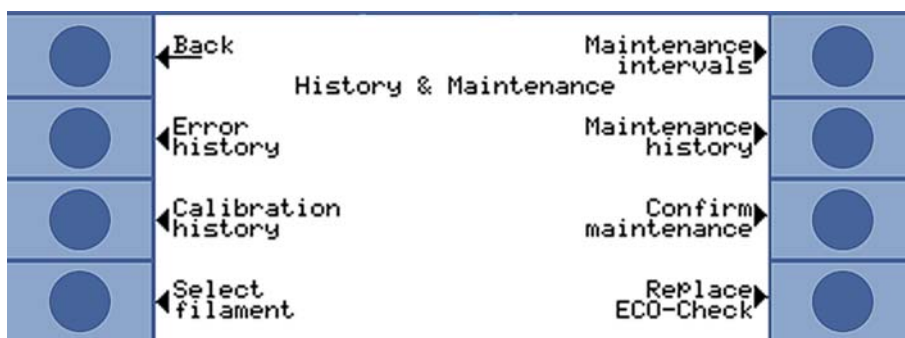 Back
Maintenance
intervals
History & Maintenance
Error
history
Maintenance
history
Calibration
history
Confirm
maintenance
Select
filament
Replace
ECO-Check